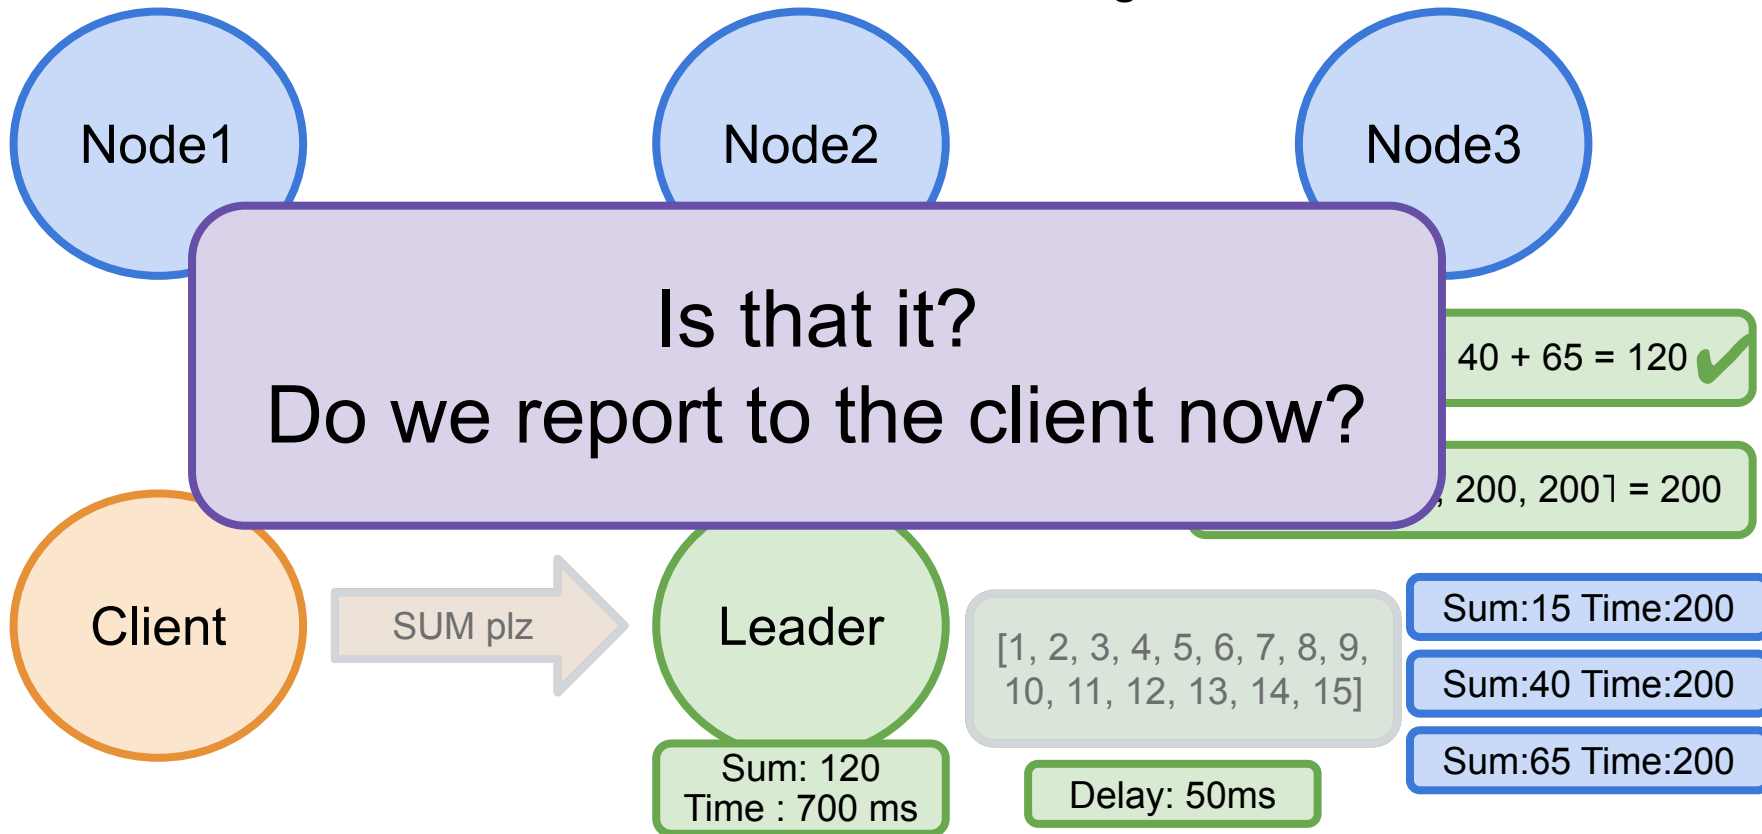 g
Node1
Node2
Node3
Is that it?
Do we report to the client now?
40 + 65 = 120 ✔
, 200, 200] = 200
Client
SUM plz
Leader
[1, 2, 3, 4, 5, 6, 7, 8, 9,
10, 11, 12, 13, 14, 15]
Sum:15 Time:200
Sum:40 Time:200
Sum:65 Time:200
Sum: 120
Time : 700 ms
Delay: 50ms